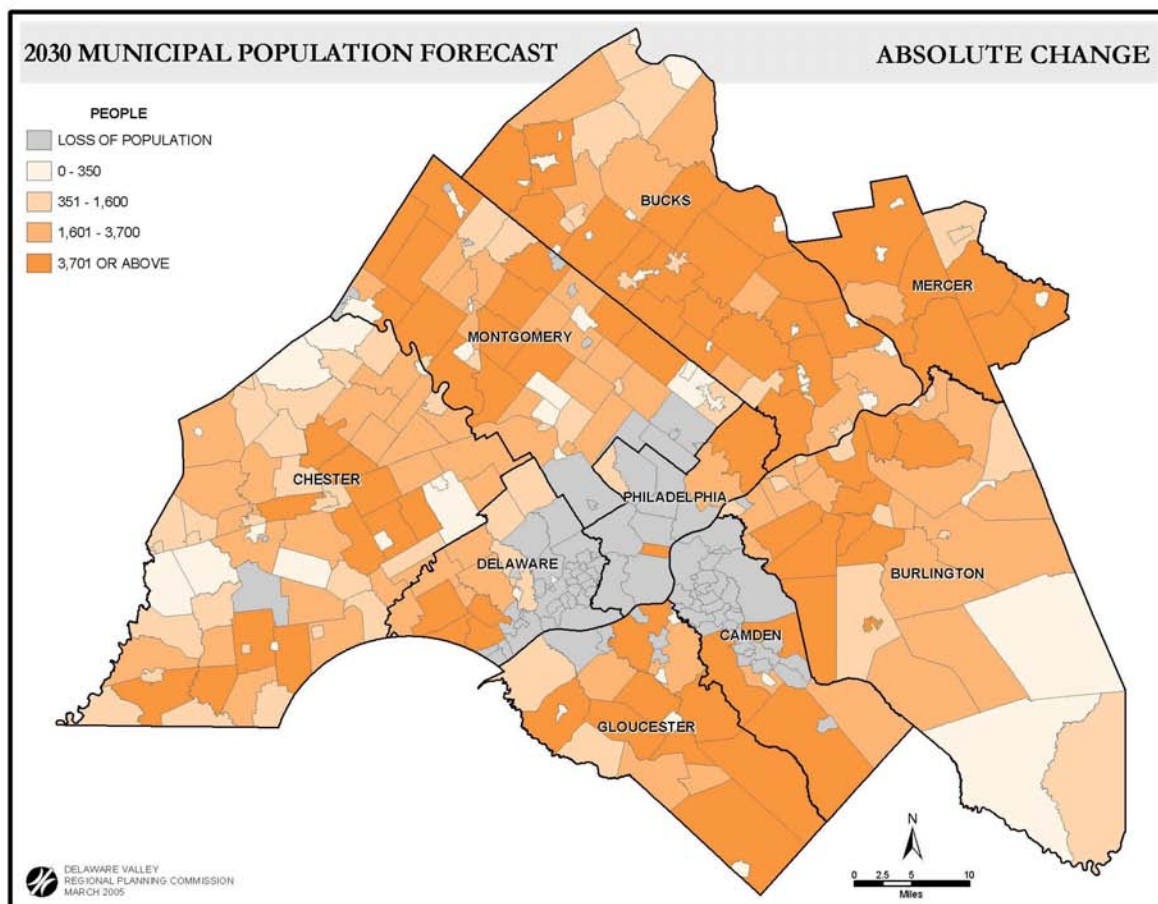 2030 MUNICIPAL POPULATION FORECAST
ABSOLUTE CHANGE
PEOPLE
LOSS OF POPULATION
0 - 350
351 - 1,600
1,601 - 3,700
3,701 OR ABOVE
BUCKS
MERCER
MONTGOMERY
CHESTER
PHILADELPHIA
DELAWARE
BURLINGTON
CAMDEN
GLOUCESTER
N
0 2.5 5 10
Miles
DELAWARE VALLEY
REGIONAL PLANNING COMMISSION
MARCH 2005